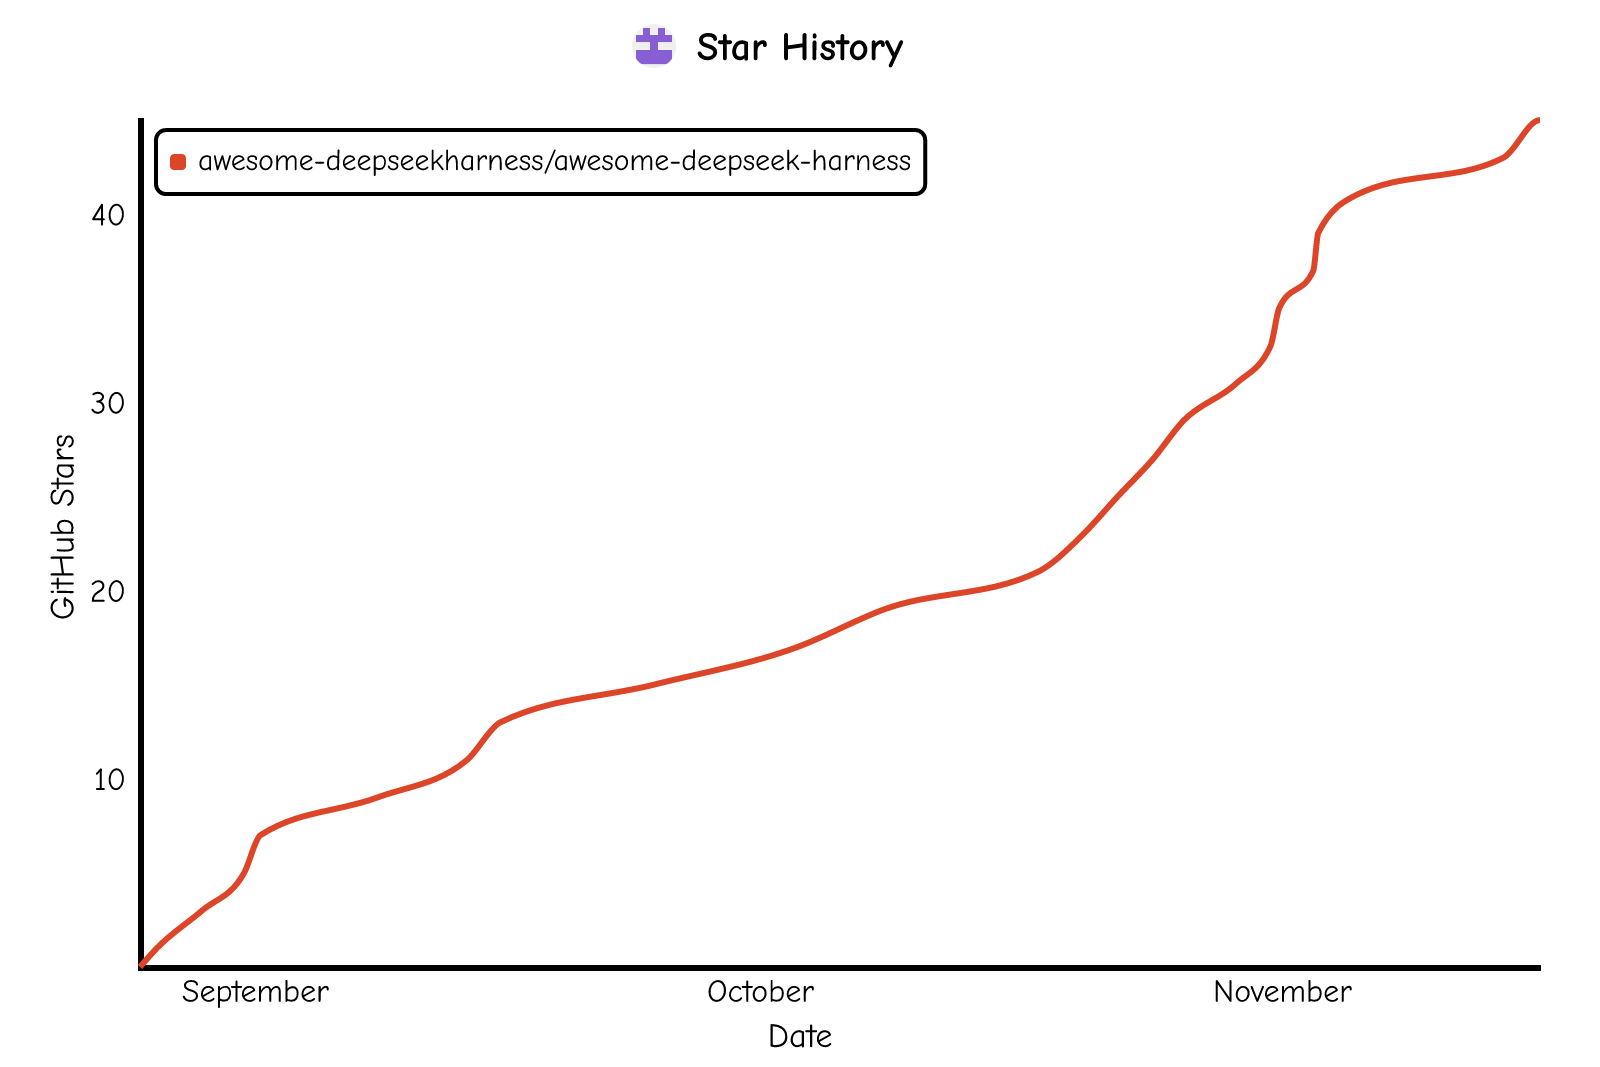 Star History
awesome-deepseekharness/awesome-deepseek-harness
40
30
20
10
GitHub Stars
September
October
November
Date